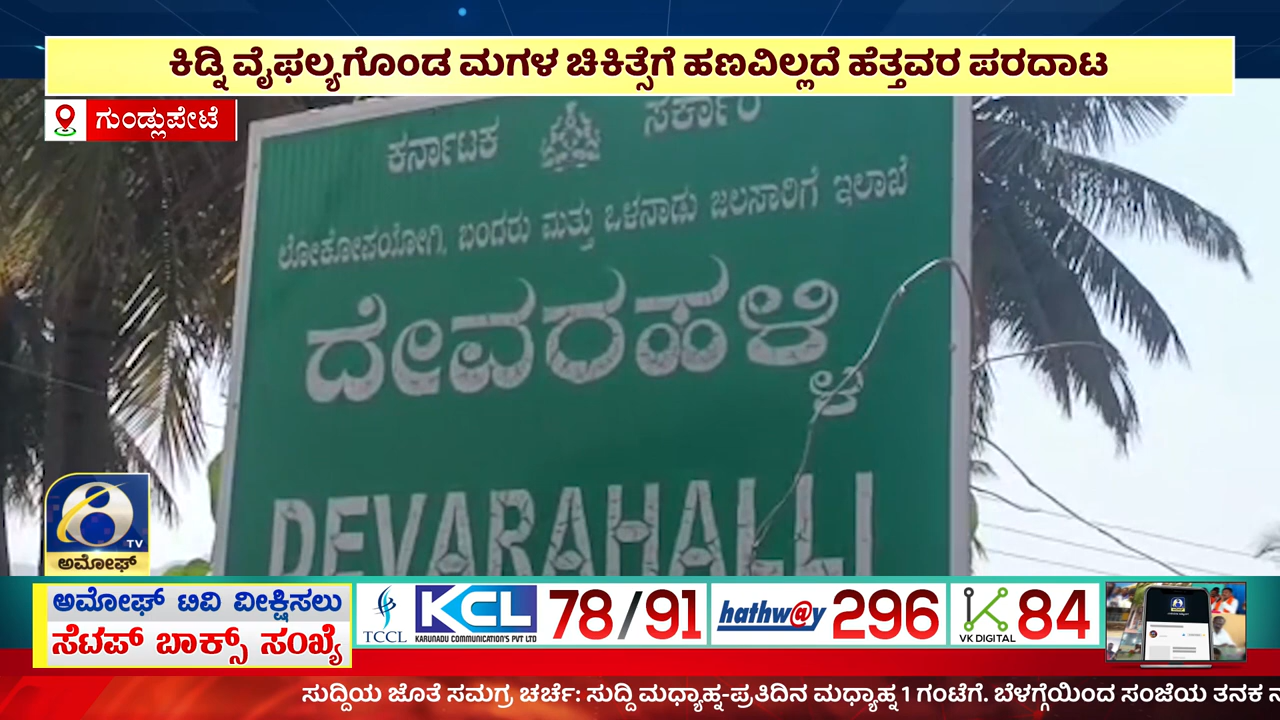 ಕಿಡ್ನಿ ವೈಫಲ್ಯಗೊಂಡ ಮಗಳ ಚಿಕಿತ್ಸೆಗೆ ಹಣವಿಲ್ಲದೆ ಹೆತ್ತವರ ಪರದಾಟ
ಗುಂಡ್ಲುಪೇಟೆ
ಕರ್ನಾಟಕ ಸರ್ಕಾರ
ಲೋಕೋಪಯೋಗಿ, ಬಂದರು ಮತ್ತು ಒಳನಾಡು ಜಲಸಾರಿಗೆ ಇಲಾಖೆ
ದೇವರಹಳ್ಳಿ
DEVARAHALLI
8 TV
ಅಮೋಘ್
ಅಮೋಘ್ ಟಿವಿ ವೀಕ್ಷಿಸಲು
ಸೆಟಪ್ ಬಾಕ್ಸ್ ಸಂಖ್ಯೆ
TCCL
KCL
KARUNADU COMMUNICATION'S PVT LTD
78/91
hathw@y
296
VK DIGITAL
84
ಸುದ್ದಿಯ ಜೊತೆ ಸಮಗ್ರ ಚರ್ಚೆ: ಸುದ್ದಿ ಮಧ್ಯಾಹ್ನ-ಪ್ರತಿದಿನ ಮಧ್ಯಾಹ್ನ 1 ಗಂಟೆಗೆ. ಬೆಳಗ್ಗೆಯಿಂದ ಸಂಜೆಯ ತನಕ